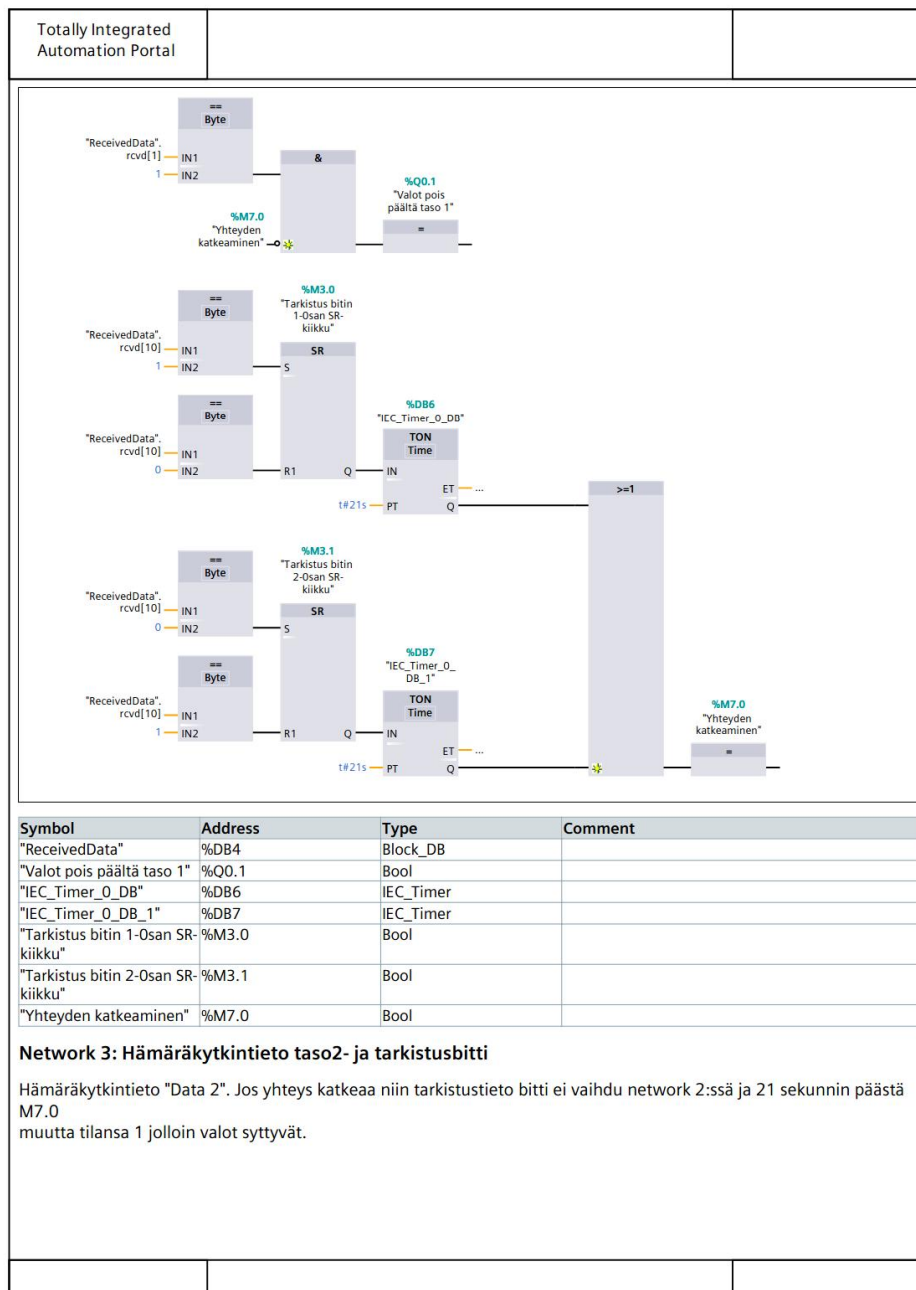 Totally Integrated
Automation Portal
==
Byte
"ReceivedData".
rcvd[1]
IN1
1
IN2
&
%M7.0
"Yhteyden
katkeaminen"
%Q0.1
"Valot pois
päältä taso 1"
=
==
Byte
"ReceivedData".
rcvd[10]
IN1
1
IN2
%M3.0
"Tarkistus bitin
1-0san SR-
kiikku"
SR
S
==
Byte
"ReceivedData".
rcvd[10]
IN1
0
IN2
R1
Q
%DB6
"IEC_Timer_0_DB"
TON
Time
IN
ET
...
t#21s
PT
Q
>=1
==
Byte
"ReceivedData".
rcvd[10]
IN1
0
IN2
%M3.1
"Tarkistus bitin
2-0san SR-
kiikku"
SR
S
==
Byte
"ReceivedData".
rcvd[10]
IN1
1
IN2
R1
Q
%DB7
"IEC_Timer_0_
DB_1"
TON
Time
IN
ET
...
t#21s
PT
Q
%M7.0
"Yhteyden
katkeaminen"
=
Symbol Address Type Comment
"ReceivedData" %DB4 Block_DB
"Valot pois päältä taso 1" %Q0.1 Bool
"IEC_Timer_0_DB" %DB6 IEC_Timer
"IEC_Timer_0_DB_1" %DB7 IEC_Timer
"Tarkistus bitin 1-0san SR- %M3.0 Bool
kiikku"
"Tarkistus bitin 2-0san SR- %M3.1 Bool
kiikku"
"Yhteyden katkeaminen" %M7.0 Bool
Network 3: Hämäräkytkintieto taso2- ja tarkistusbitti
Hämäräkytkintieto "Data 2". Jos yhteys katkeaa niin tarkistustieto bitti ei vaihdu network 2:ssä ja 21 sekunnin päästä
M7.0
muutta tilansa 1 jolloin valot syttyvät.